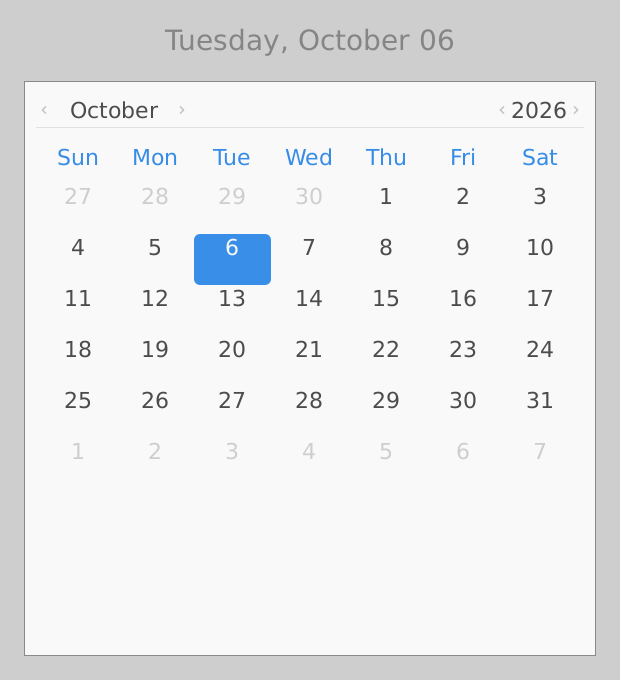 Tuesday, October 06
‹ October › ‹ 2026 ›
Sun Mon Tue Wed Thu Fri Sat
27 28 29 30 1 2 3
4 5 6 7 8 9 10
11 12 13 14 15 16 17
18 19 20 21 22 23 24
25 26 27 28 29 30 31
1 2 3 4 5 6 7